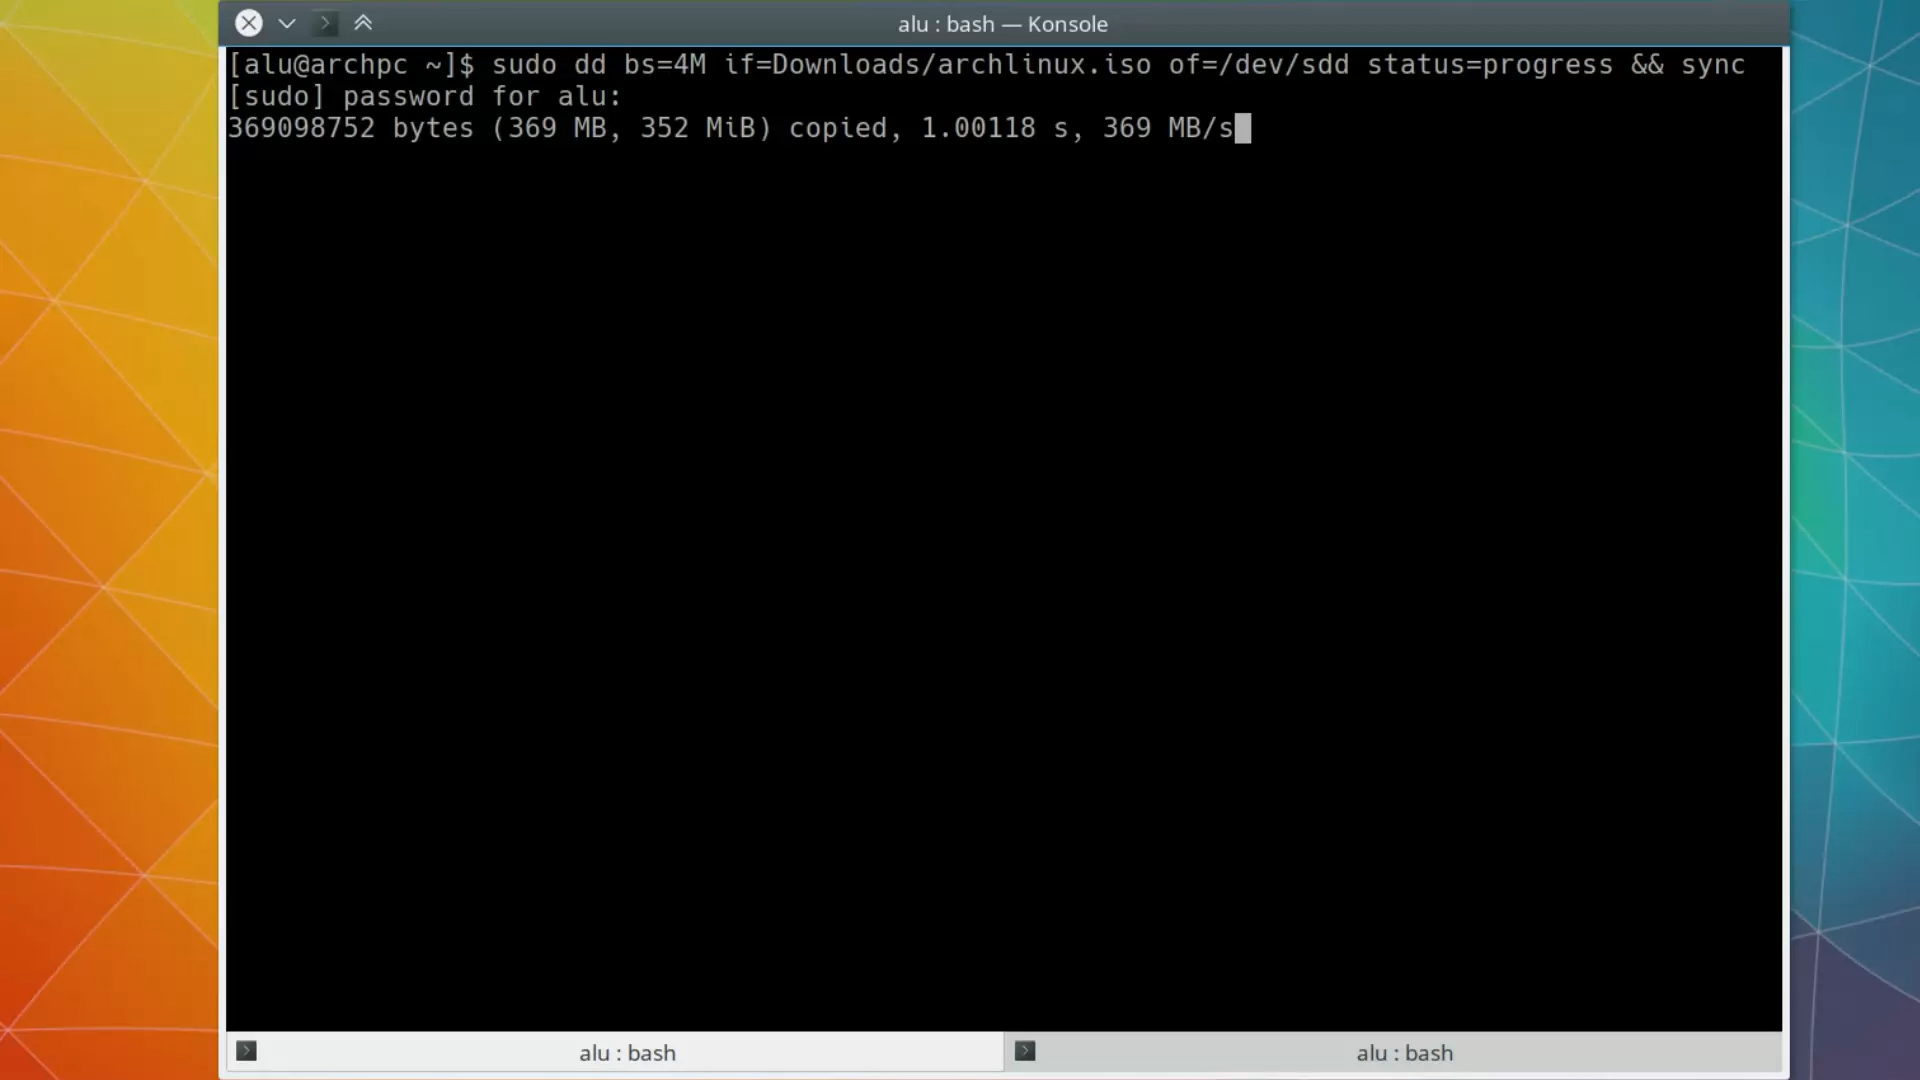 alu : bash — Konsole
[alu@archpc ~]$ sudo dd bs=4M if=Downloads/archlinux.iso of=/dev/sdd status=progress && sync
[sudo] password for alu:
369098752 bytes (369 MB, 352 MiB) copied, 1.00118 s, 369 MB/s
alu : bash
alu : bash